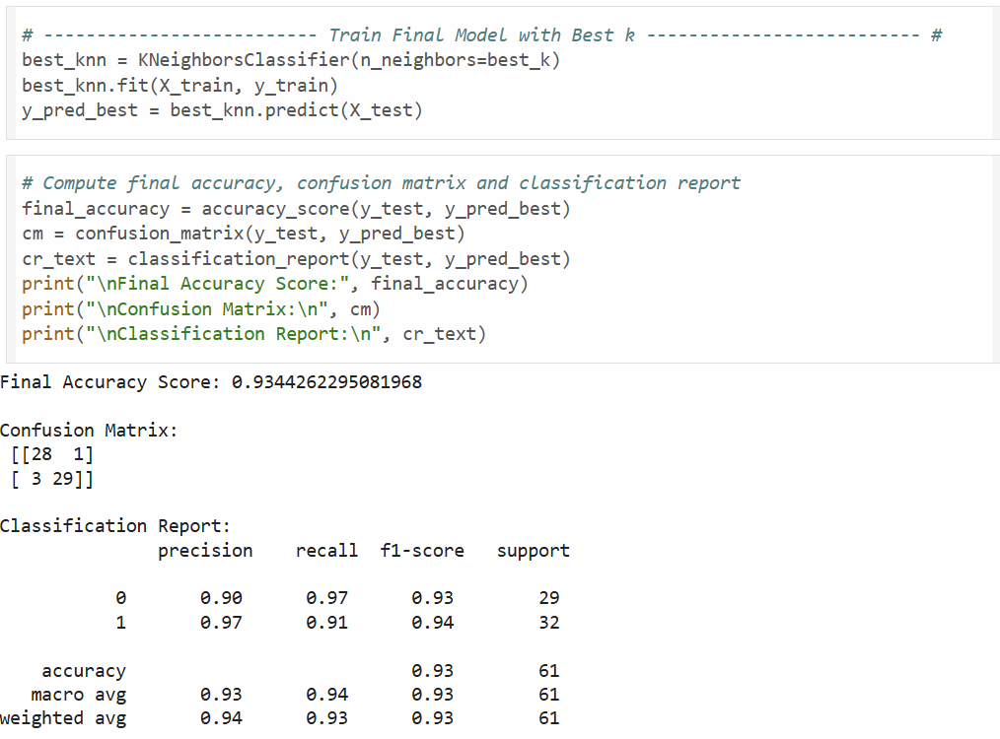 # -------------------------- Train Final Model with Best k -------------------------- #
best_knn = KNeighborsClassifier(n_neighbors=best_k)
best_knn.fit(X_train, y_train)
y_pred_best = best_knn.predict(X_test)
# Compute final accuracy, confusion matrix and classification report
final_accuracy = accuracy_score(y_test, y_pred_best)
cm = confusion_matrix(y_test, y_pred_best)
cr_text = classification_report(y_test, y_pred_best)
print("\nFinal Accuracy Score:", final_accuracy)
print("\nConfusion Matrix:\n", cm)
print("\nClassification Report:\n", cr_text)
Final Accuracy Score: 0.9344262295081968
Confusion Matrix:
 [[28  1]
 [ 3 29]]
Classification Report:
               precision    recall  f1-score   support
           0       0.90      0.97      0.93        29
           1       0.97      0.91      0.94        32
    accuracy                           0.93        61
   macro avg       0.93      0.94      0.93        61
weighted avg       0.94      0.93      0.93        61